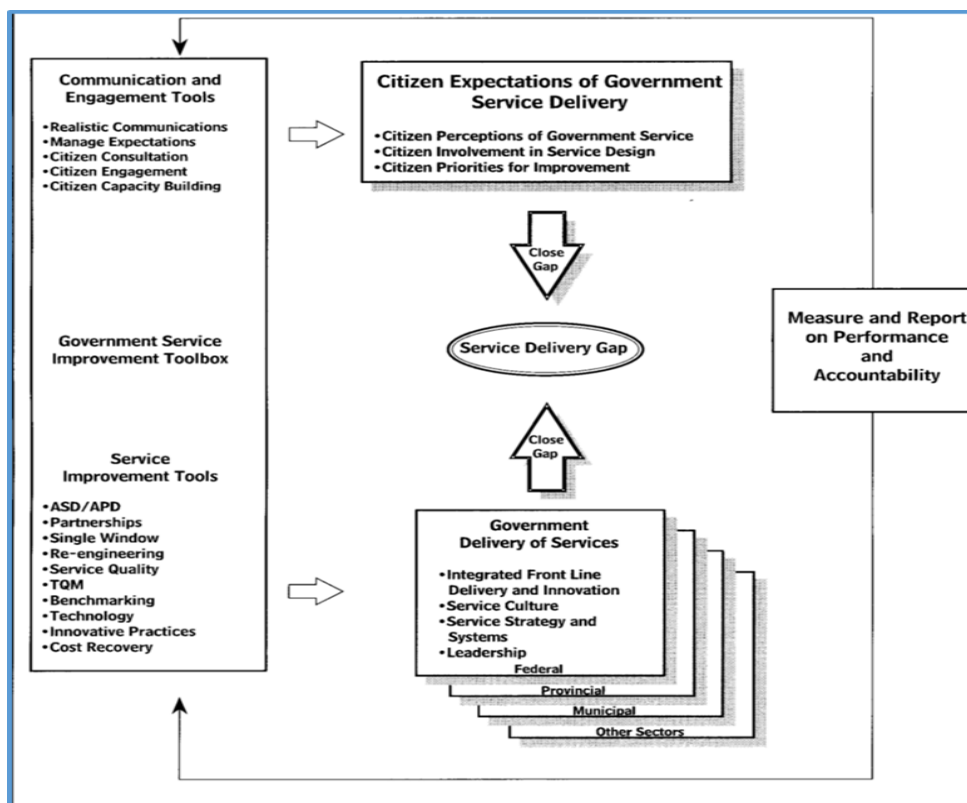 Communication and
Engagement Tools
•Realistic Communications
•Manage Expectations
•Citizen Consultation
•Citizen Engagement
•Citizen Capacity Building
Government Service
Improvement Toolbox
Service
Improvement Tools
•ASD/APD
•Partnerships
•Single Window
•Re-engineering
•Service Quality
•TQM
•Benchmarking
•Technology
•Innovative Practices
•Cost Recovery
Citizen Expectations of Government
Service Delivery
•Citizen Perceptions of Government Service
•Citizen Involvement in Service Design
•Citizen Priorities for Improvement
Close
Gap
Service Delivery Gap
Close
Gap
Government
Delivery of Services
•Integrated Front Line
Delivery and Innovation
•Service Culture
•Service Strategy and
Systems
•Leadership
Federal
Provincial
Municipal
Other Sectors
Measure and Report
on Performance
and
Accountability